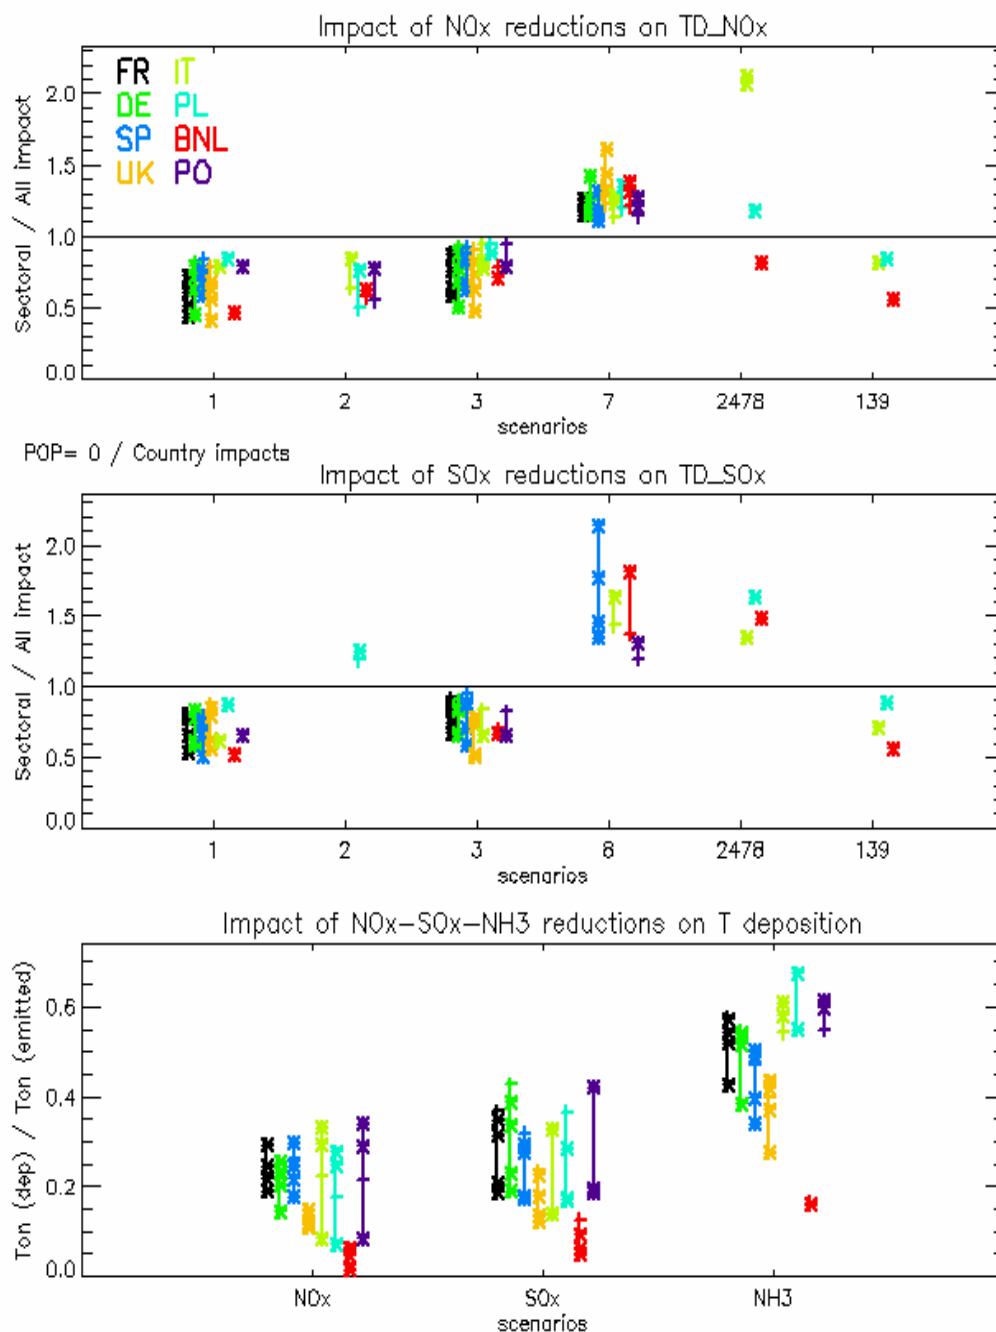 Impact of NOx reductions on TD_NOx
FR IT
DE PL
SP BNL
UK PO
Sectoral / All impact
2.0
1.5
1.0
0.5
0.0
1 2 3 7 2478 139
scenarios
POP= 0 / Country impacts
Impact of SOx reductions on TD_SOx
Sectoral / All impact
2.0
1.5
1.0
0.5
0.0
1 2 3 8 2478 139
scenarios
Impact of NOx-SOx-NH3 reductions on T deposition
Ton (dep) / Ton (emitted)
0.6
0.4
0.2
0.0
NOx SOx NH3
scenarios